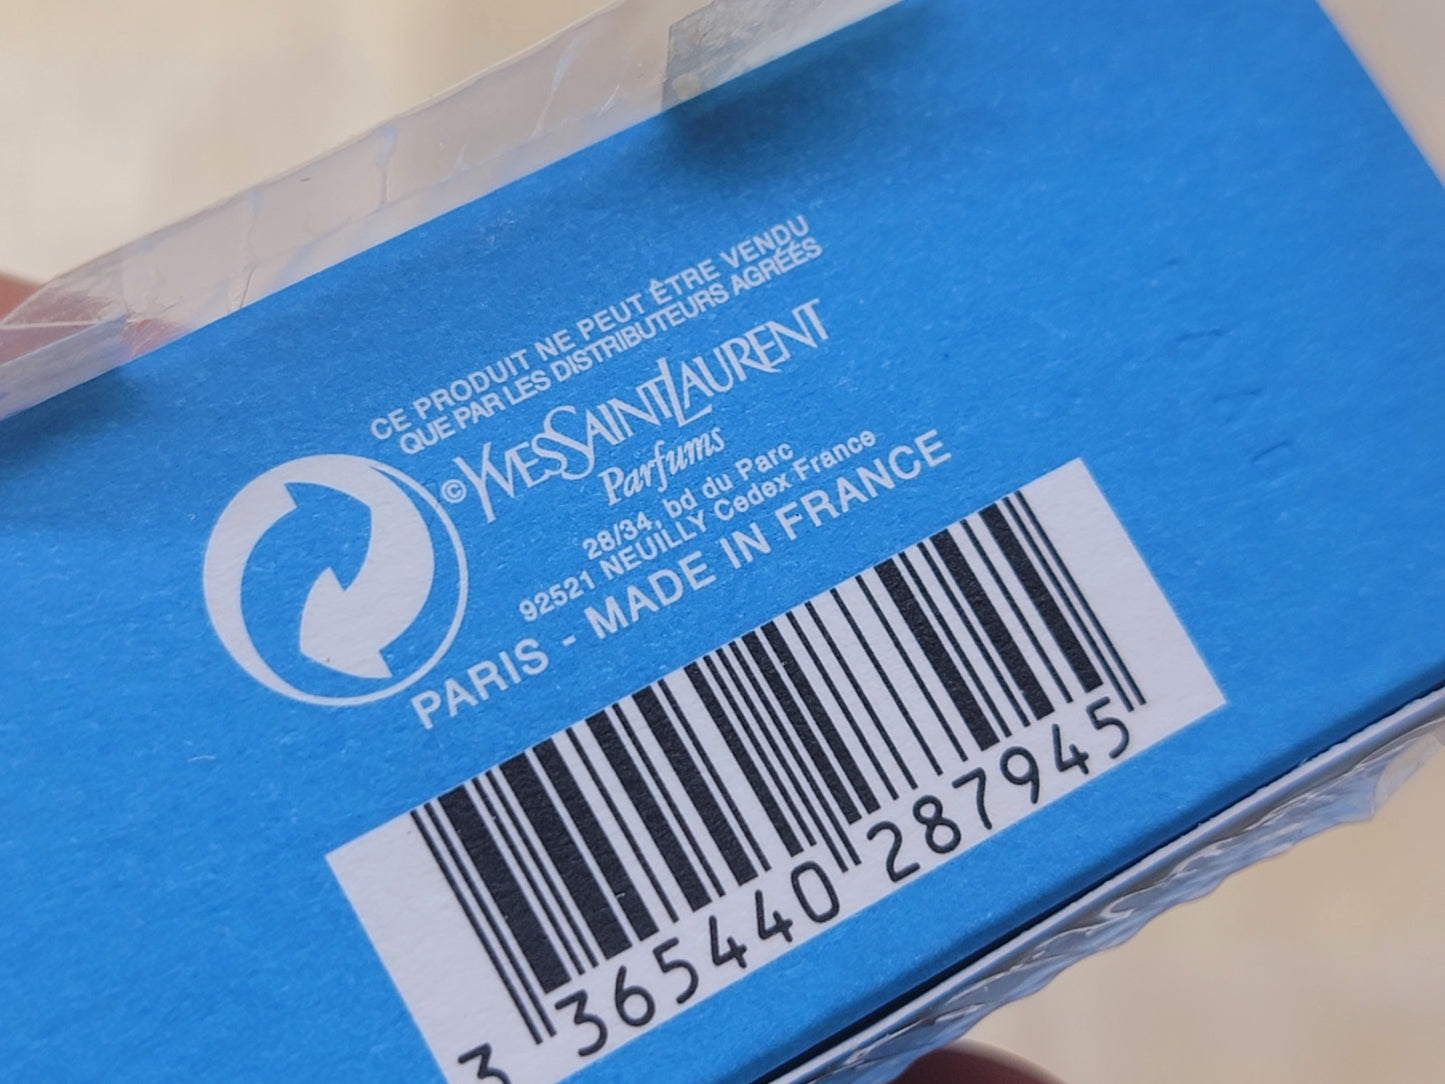 CE PRODUIT NE PEUT ÊTRE VENDU
QUE PAR LES DISTRIBUTEURS AGRÉÉS
©YVESSAINTLAURENT
Parfums
28/34, bd du Parc
92521 NEUILLY Cedex France
PARIS - MADE IN FRANCE
3 365440 287945